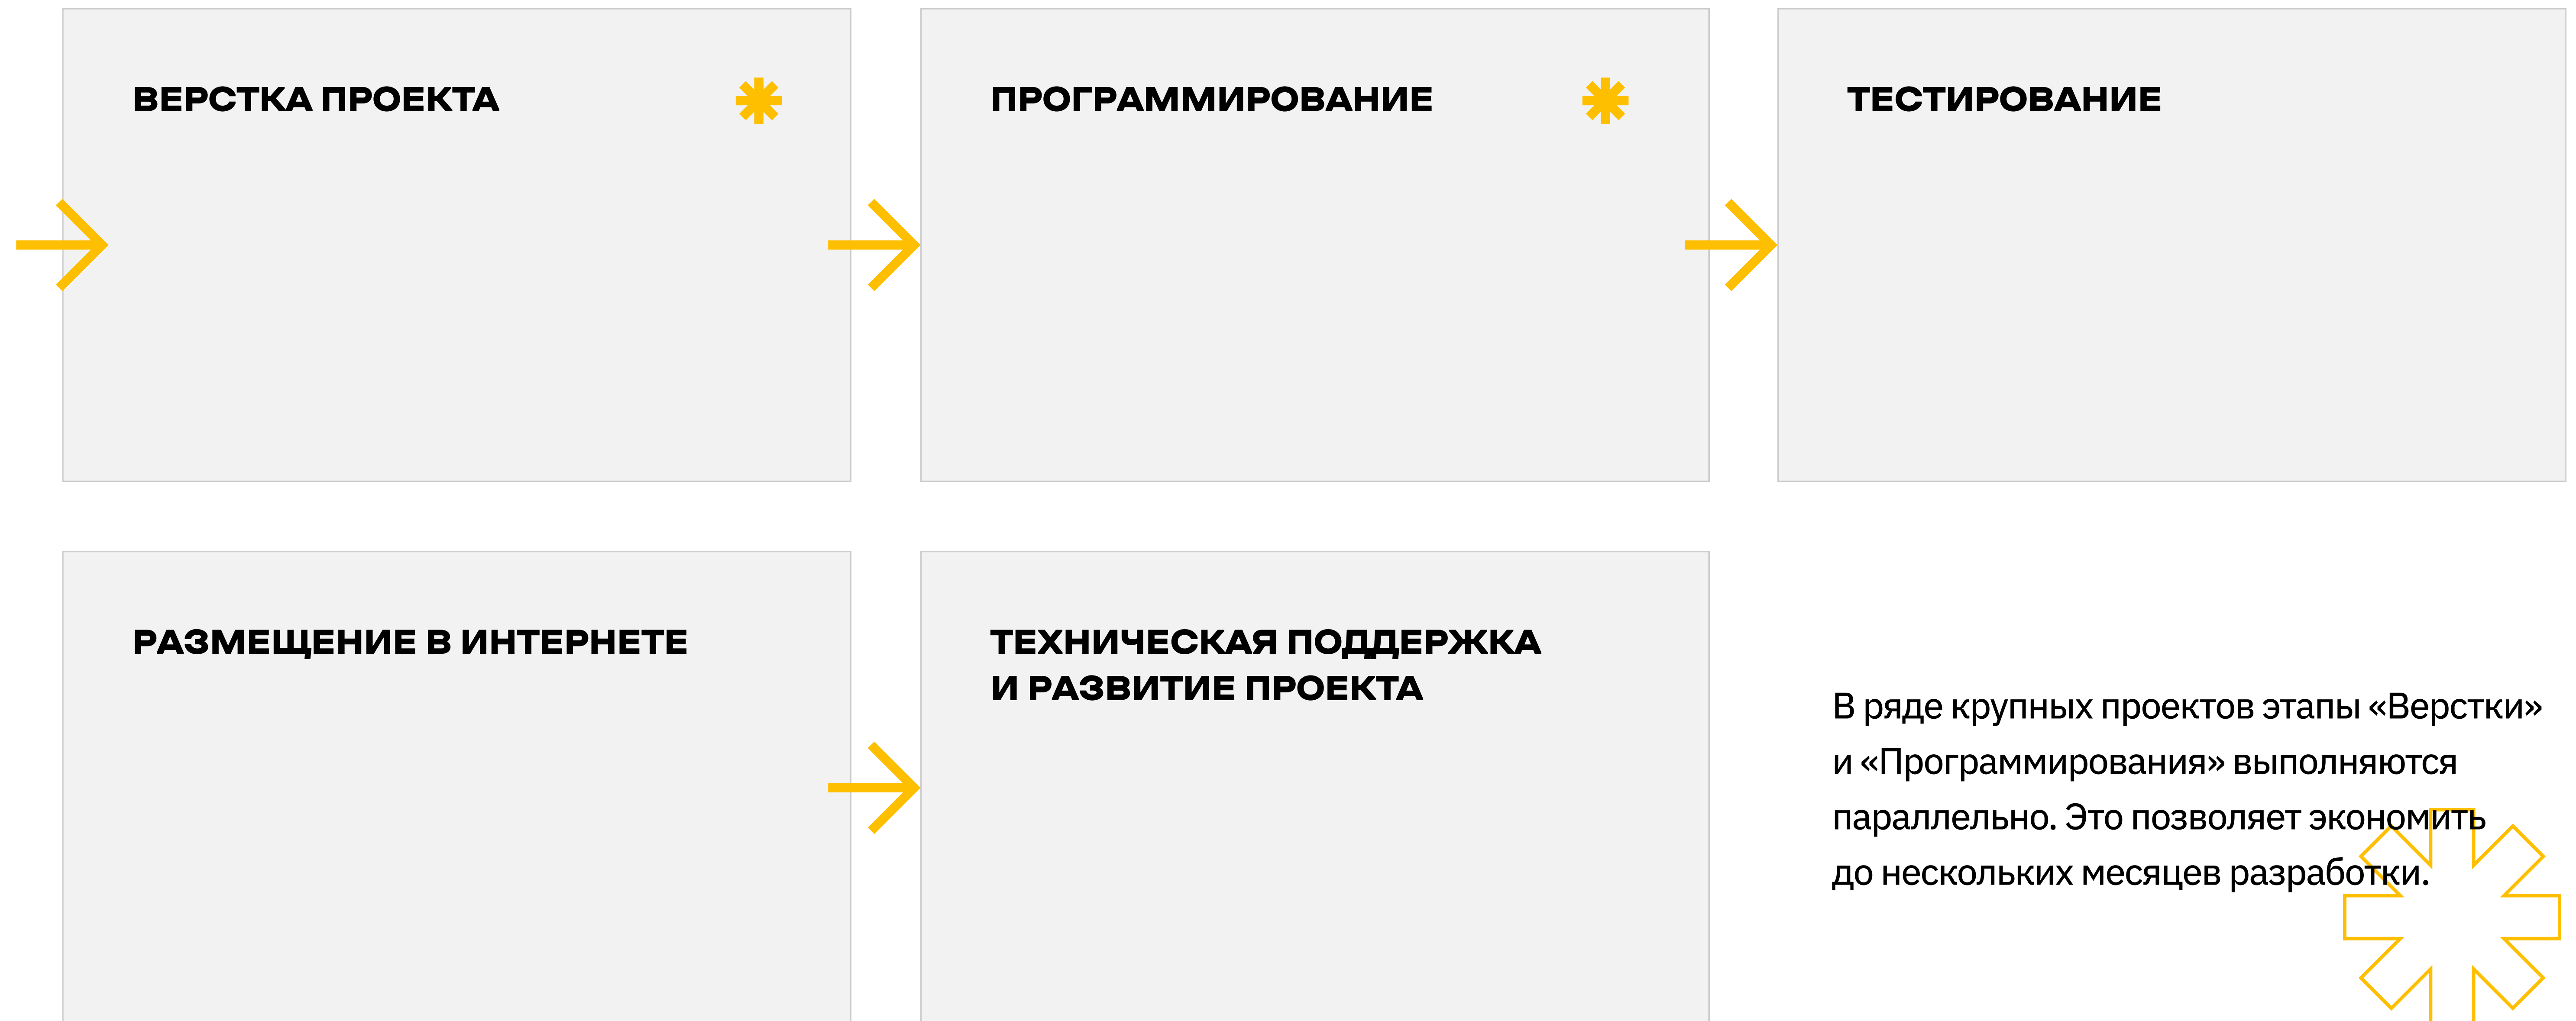 ВЕРСТКА ПРОЕКТА
ПРОГРАММИРОВАНИЕ
ТЕСТИРОВАНИЕ
РАЗМЕЩЕНИЕ В ИНТЕРНЕТЕ
ТЕХНИЧЕСКАЯ ПОДДЕРЖКА
И РАЗВИТИЕ ПРОЕКТА
В ряде крупных проектов этапы «Верстки»
и «Программирования» выполняются
параллельно. Это позволяет экономить
до нескольких месяцев разработки.